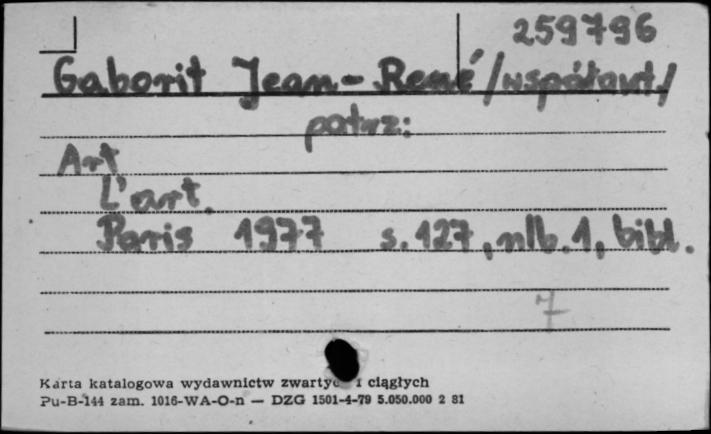 259796
Gaborit Jean-René /współaut./
patrz:
Art
L'art.
Paris 1977 s.127, nlb.1, bibl.
7
Karta katalogowa wydawnictw zwartych i ciągłych
Pu-B-144 zam. 1016-WA-O-n — DZG 1501-4-79 5.050.000 2 81